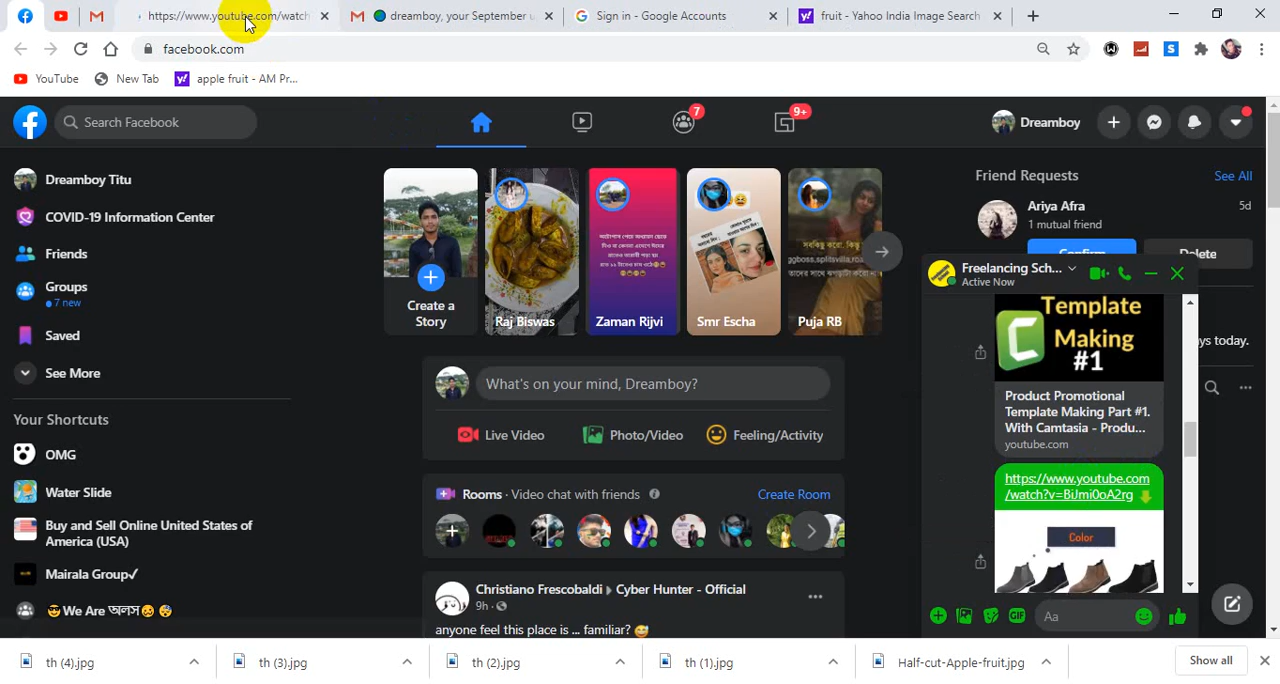 https://www.youtube.com/watch
dreamboy, your September u
Sign in - Google Accounts
fruit - Yahoo India Image Search
facebook.com
YouTube
New Tab
apple fruit - AM Pr...
Search Facebook
7
9+
Dreamboy
Dreamboy Titu
COVID-19 Information Center
Friends
Groups
7 new
Saved
See More
Your Shortcuts
OMG
Water Slide
Buy and Sell Online United States of
America (USA)
Mairala Group✓
😎We Are অলস🥴😴
Create a
Story
Raj Biswas
Zaman Rijvi
Smr Escha
Puja RB
What's on your mind, Dreamboy?
Live Video
Photo/Video
Feeling/Activity
Rooms · Video chat with friends
Create Room
Christiano Frescobaldi ▸ Cyber Hunter - Official
9h ·
anyone feel this place is ... familiar? 😅
Friend Requests
See All
Ariya Afra
5d
1 mutual friend
Confirm
Delete
ys today.
Freelancing Sch...
Active Now
Template
Making
#1
Product Promotional
Template Making Part #1.
With Camtasia - Produ...
youtube.com
https://www.youtube.com
/watch?v=BiJmi0oA2rg
Color
Aa
th (4).jpg
th (3).jpg
th (2).jpg
th (1).jpg
Half-cut-Apple-fruit.jpg
Show all